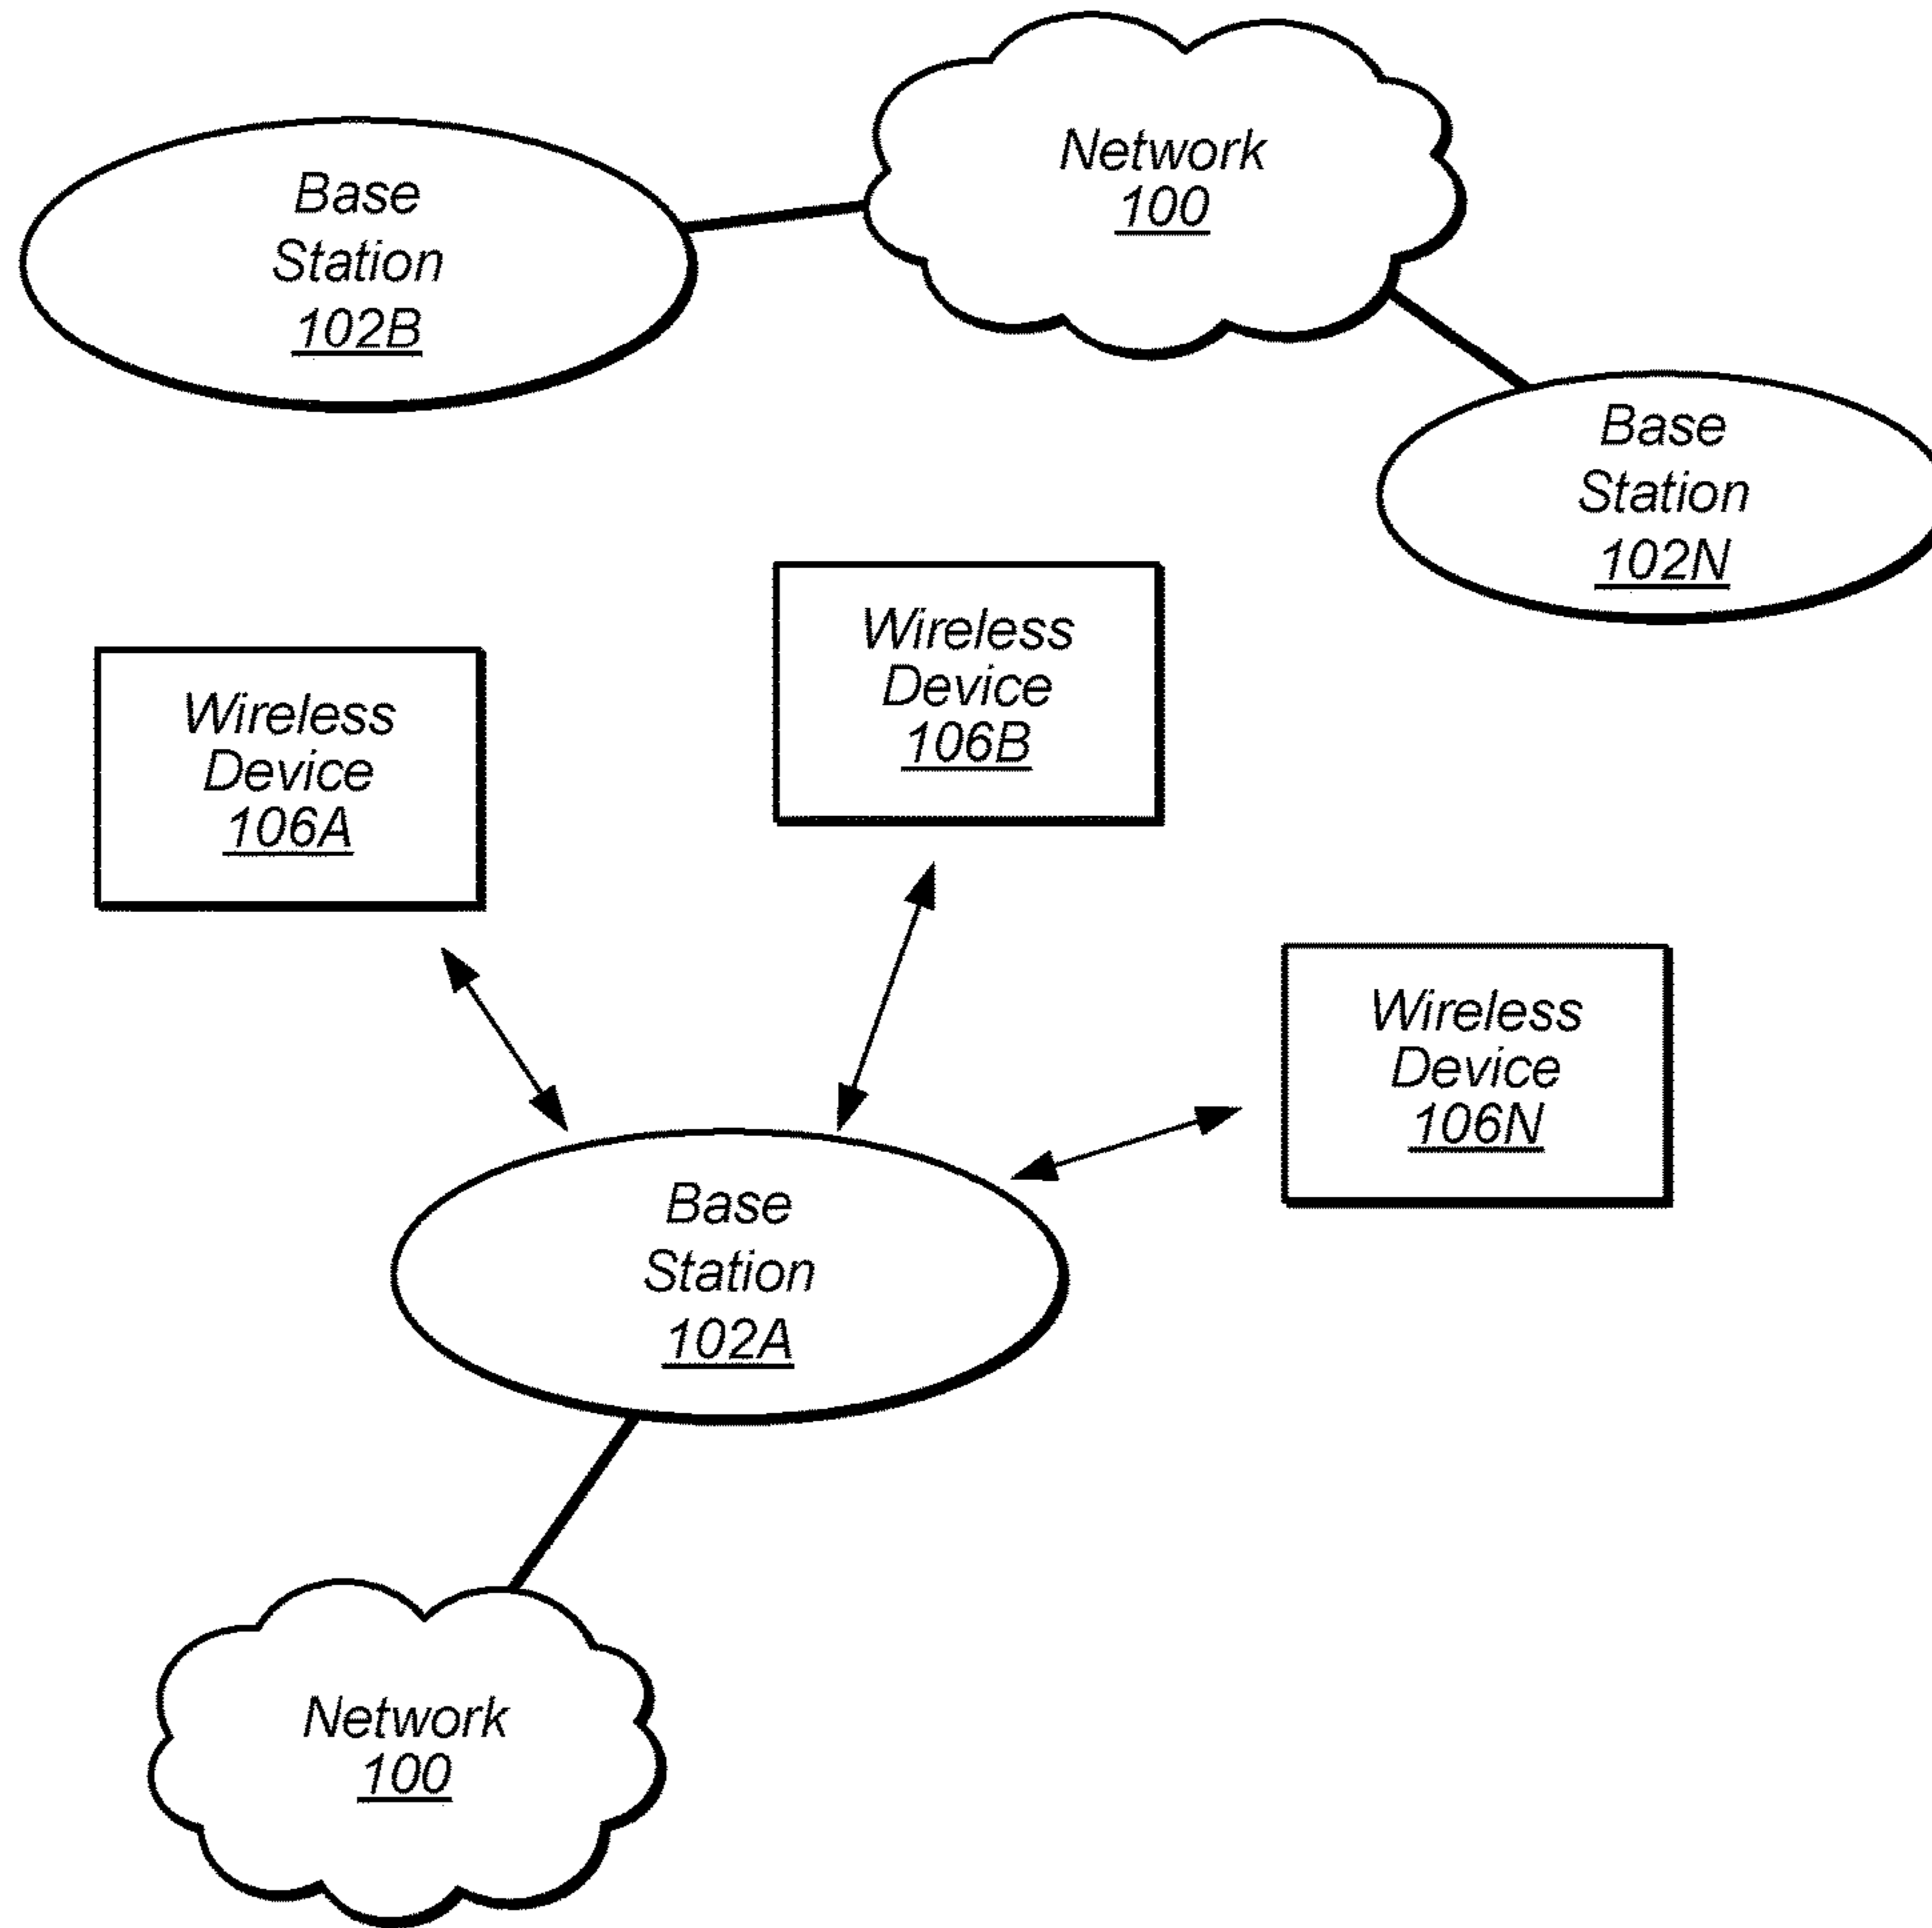 Network
100
Base
Station
102B
Base
Station
102N
Wireless
Device
106B
Wireless
Device
106A
Wireless
Device
106N
Base
Station
102A
Network
100